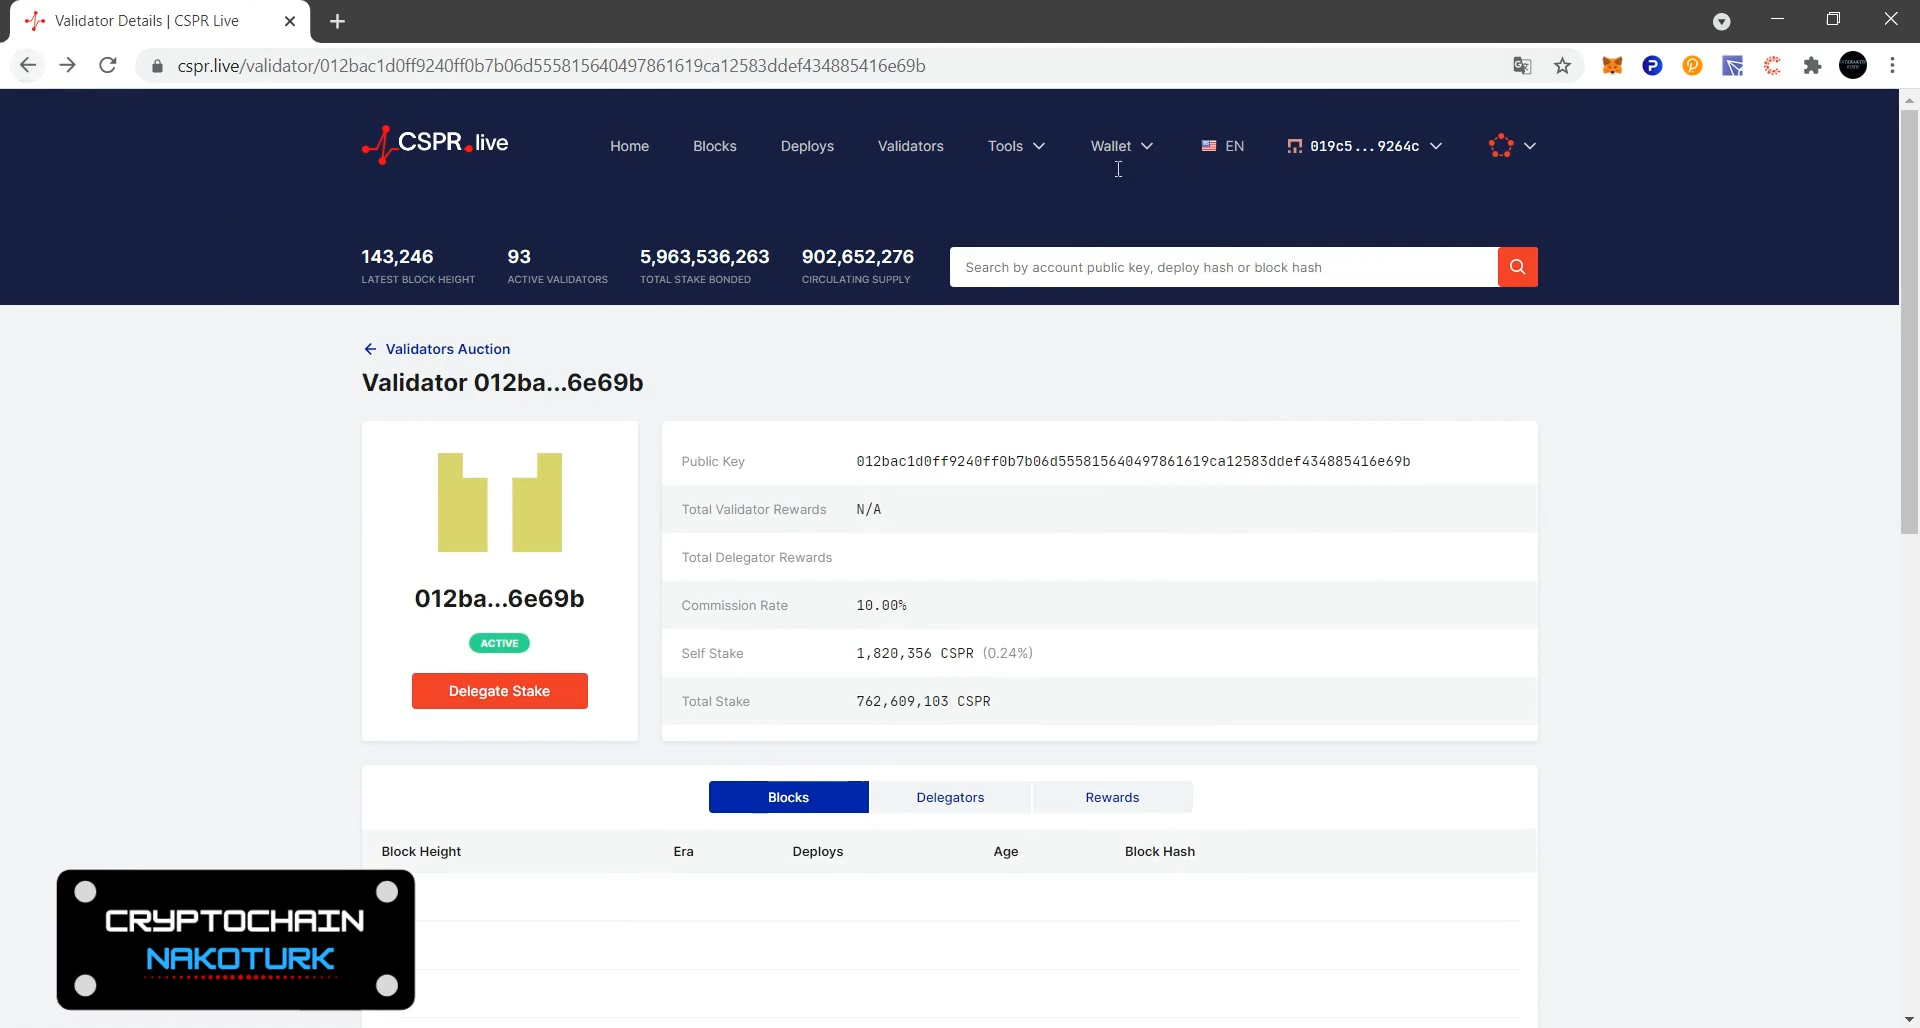 Validator Details | CSPR Live
cspr.live/validator/012bac1d0ff9240ff0b7b06d555815640497861619ca12583ddef434885416e69b
CSPR.live
Home Blocks Deploys Validators Tools Wallet EN 019c5...9264c
143,246 93 5,963,536,263 902,652,276
LATEST BLOCK HEIGHT ACTIVE VALIDATORS TOTAL STAKE BONDED CIRCULATING SUPPLY
Search by account public key, deploy hash or block hash
Validators Auction
Validator 012ba...6e69b
012ba...6e69b
ACTIVE
Delegate Stake
Public Key 012bac1d0ff9240ff0b7b06d555815640497861619ca12583ddef434885416e69b
Total Validator Rewards N/A
Total Delegator Rewards
Commission Rate 10.00%
Self Stake 1,820,356 CSPR (0.24%)
Total Stake 762,609,103 CSPR
Blocks Delegators Rewards
Block Height Era Deploys Age Block Hash
CRYPTOCHAIN
NAKOTURK